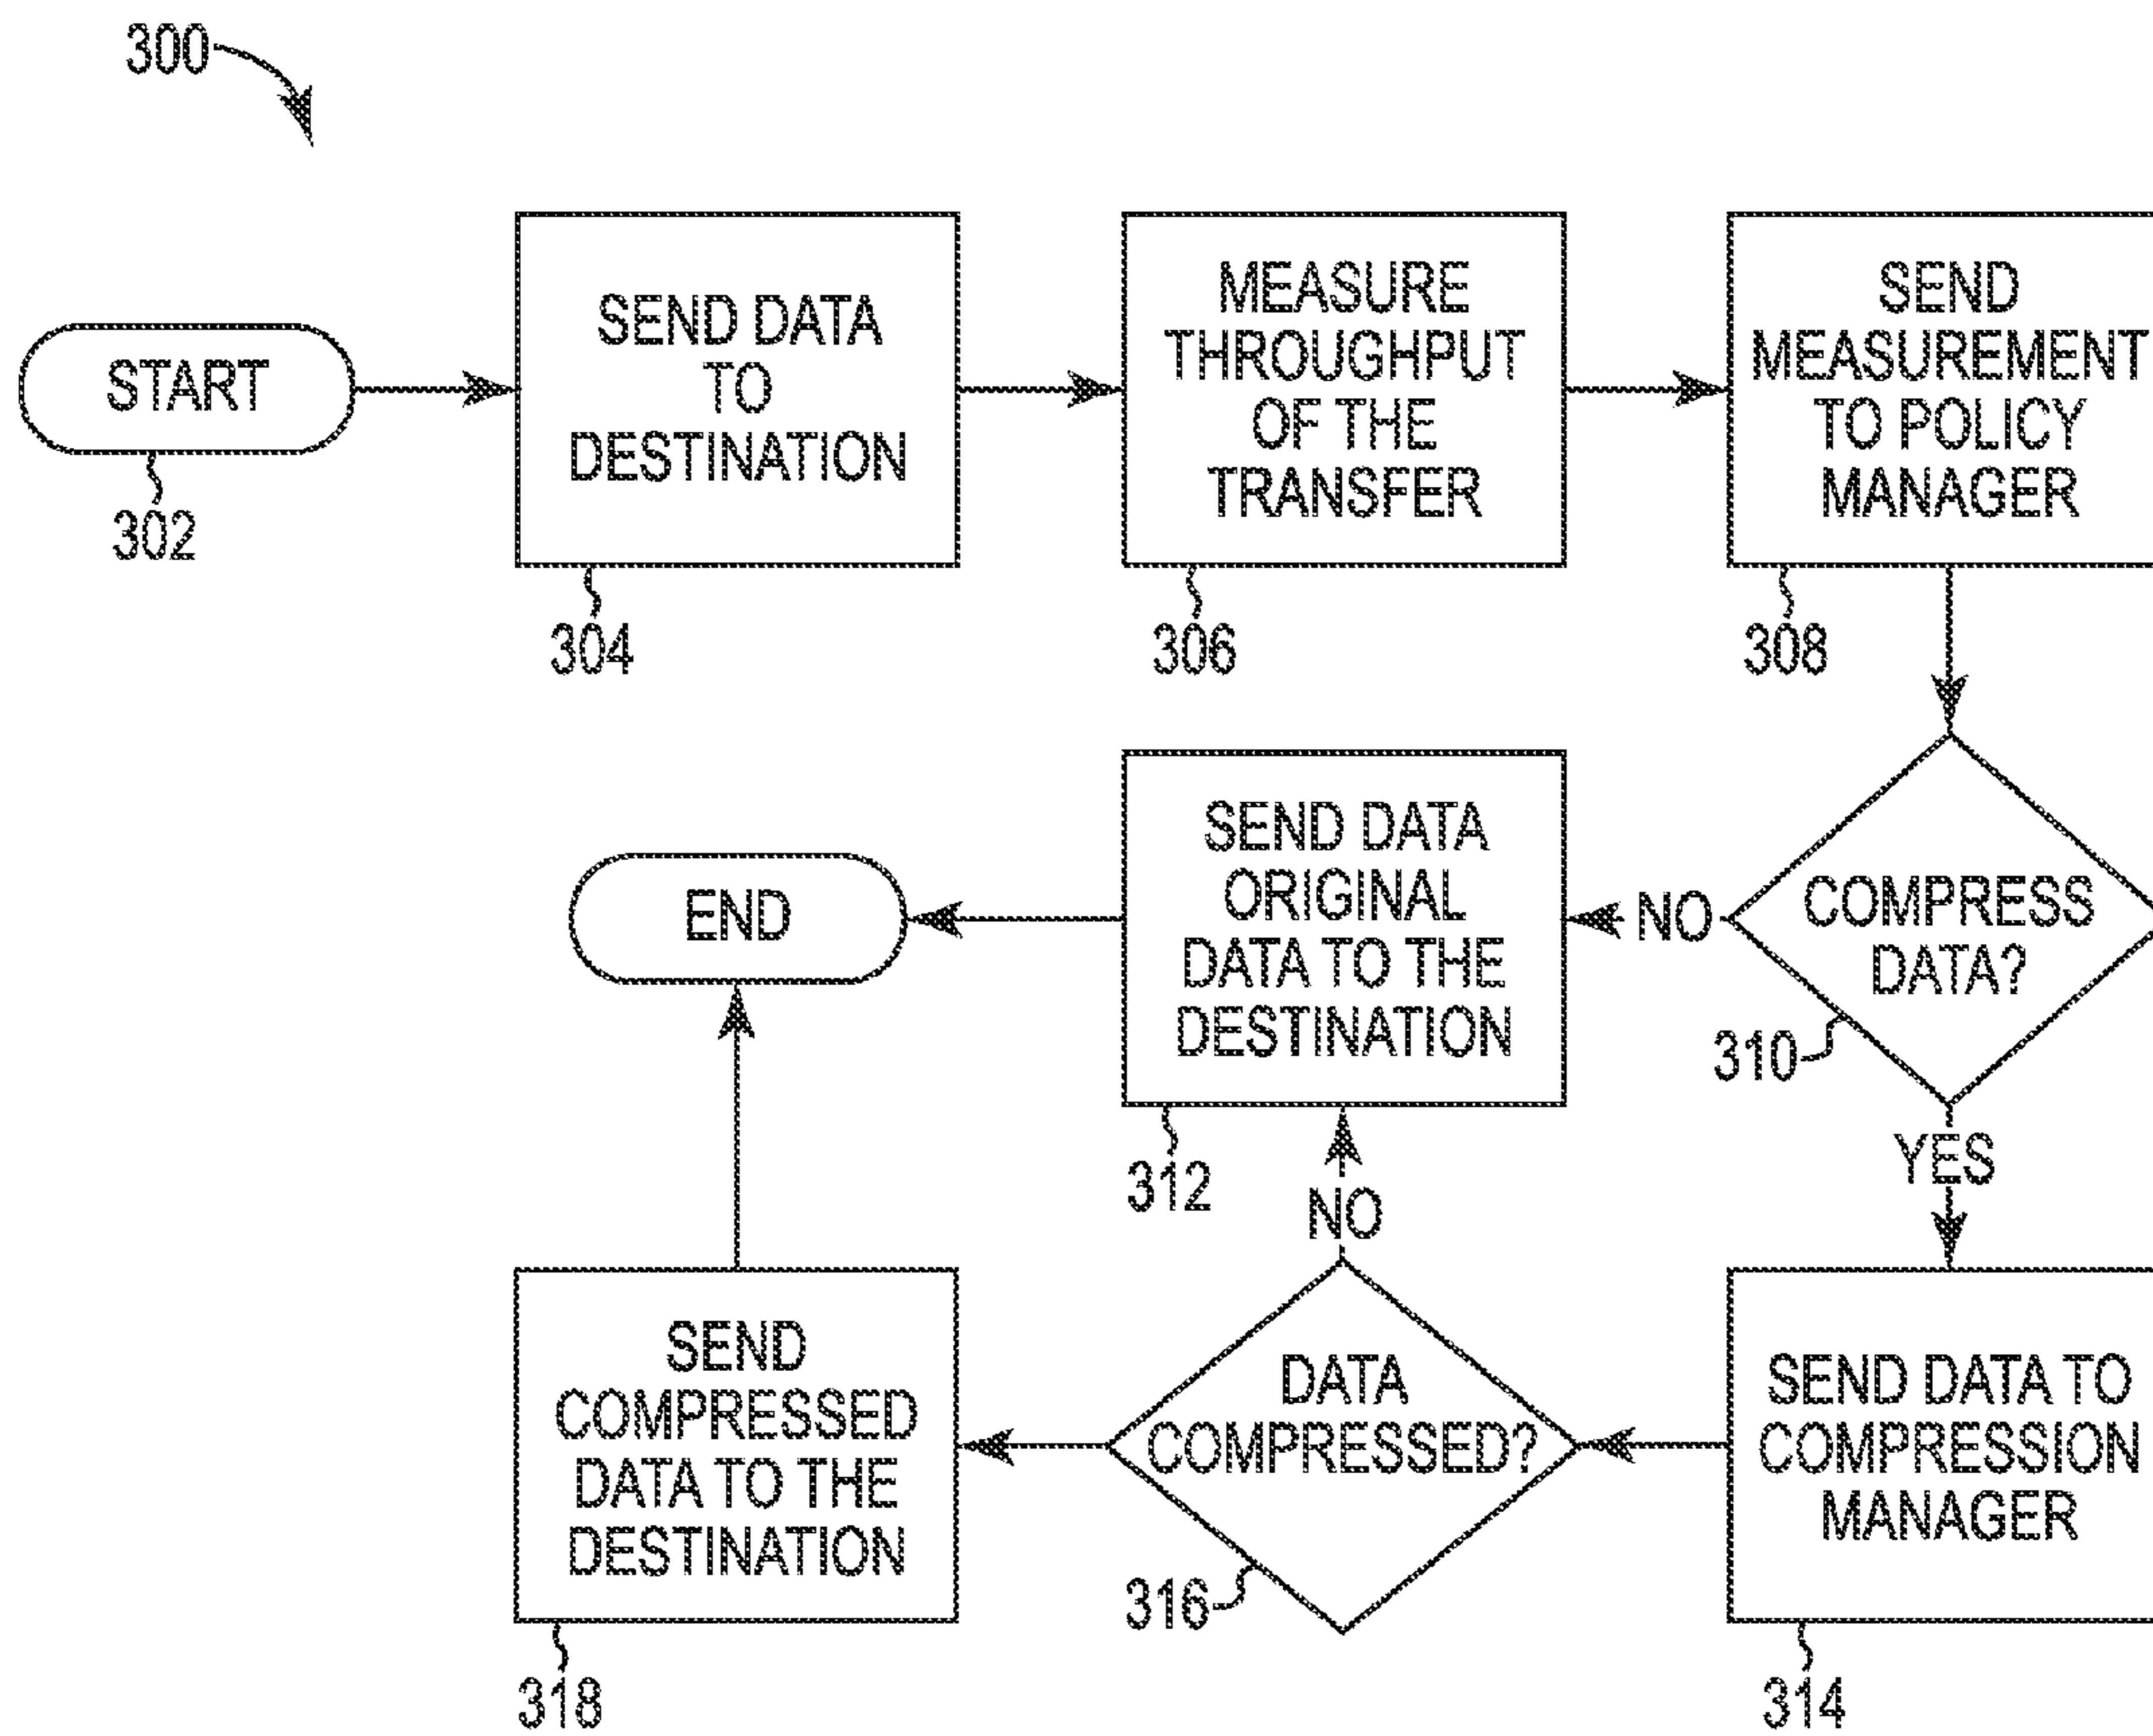 300
START
302
SEND DATA
TO
DESTINATION
304
MEASURE
THROUGHPUT
OF THE
TRANSFER
306
SEND
MEASUREMENT
TO POLICY
MANAGER
308
COMPRESS
DATA?
310
NO
YES
SEND DATA
ORIGINAL
DATA TO THE
DESTINATION
312
END
SEND DATA TO
COMPRESSION
MANAGER
314
DATA
COMPRESSED?
316
NO
SEND
COMPRESSED
DATA TO THE
DESTINATION
318